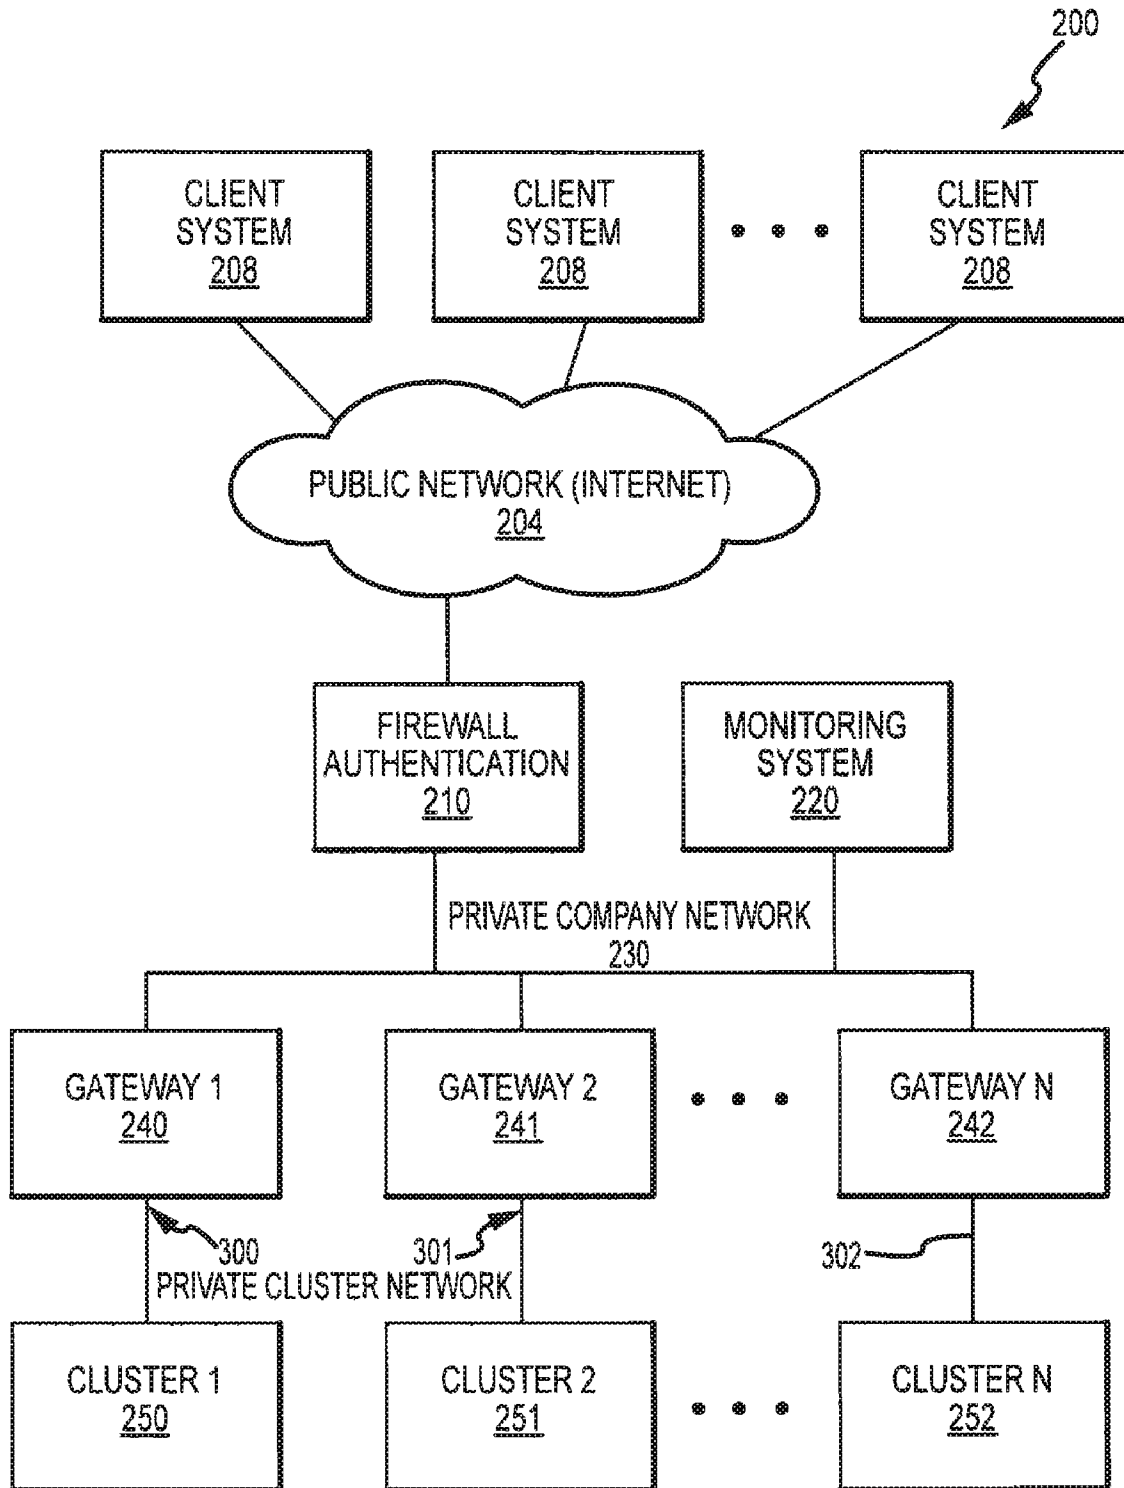 200
CLIENT
SYSTEM
208
CLIENT
SYSTEM
208
CLIENT
SYSTEM
208
PUBLIC NETWORK (INTERNET)
204
FIREWALL
AUTHENTICATION
210
MONITORING
SYSTEM
220
PRIVATE COMPANY NETWORK
230
GATEWAY 1
240
GATEWAY 2
241
GATEWAY N
242
300
301
302
PRIVATE CLUSTER NETWORK
CLUSTER 1
250
CLUSTER 2
251
CLUSTER N
252